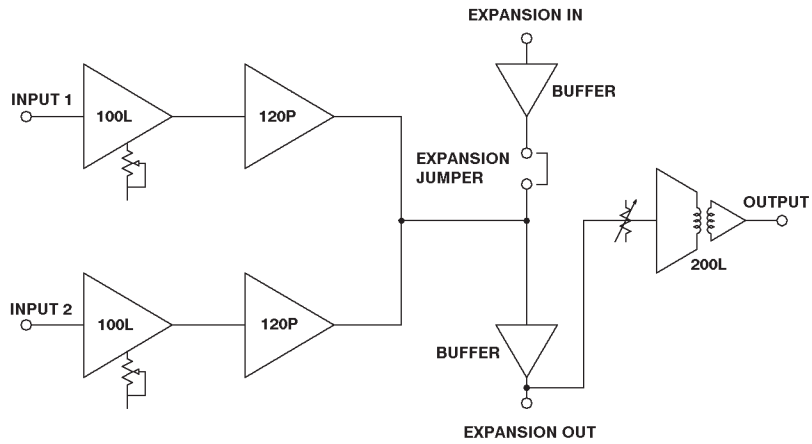 EXPANSION IN
INPUT 1
100L
120P
BUFFER
EXPANSION
JUMPER
OUTPUT
200L
INPUT 2
100L
120P
BUFFER
EXPANSION OUT